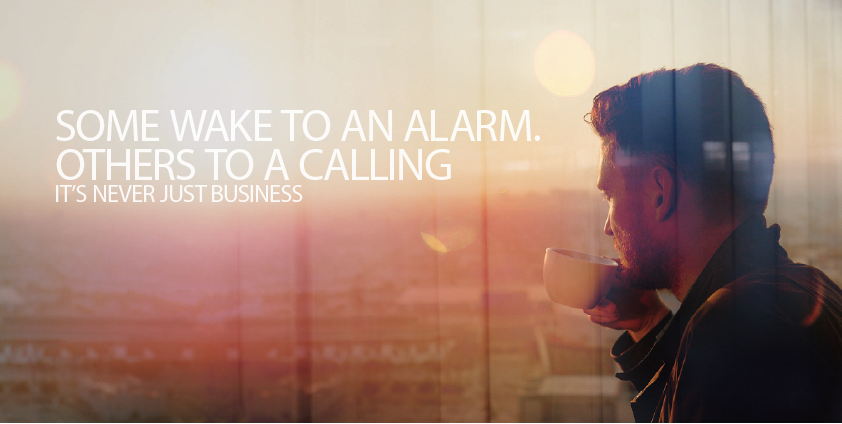 SOME WAKE TO AN ALARM.
OTHERS TO A CALLING
IT'S NEVER JUST BUSINESS